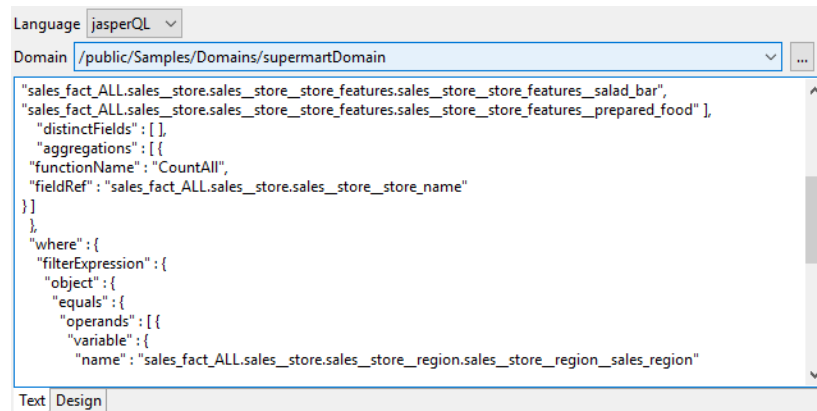 Language jasperQL
Domain /public/Samples/Domains/supermartDomain ...
"sales_fact_ALL.sales__store.sales__store__store_features.sales__store__store_features__salad_bar",
"sales_fact_ALL.sales__store.sales__store__store_features.sales__store__store_features__prepared_food" ],
"distinctFields" : [ ],
"aggregations" : [ {
"functionName" : "CountAll",
"fieldRef" : "sales_fact_ALL.sales__store.sales__store__store_name"
} ]
},
"where" : {
"filterExpression" : {
"object" : {
"equals" : {
"operands" : [ {
"variable" : {
"name" : "sales_fact_ALL.sales__store.sales__store__region.sales__store__region__sales_region"
Text Design